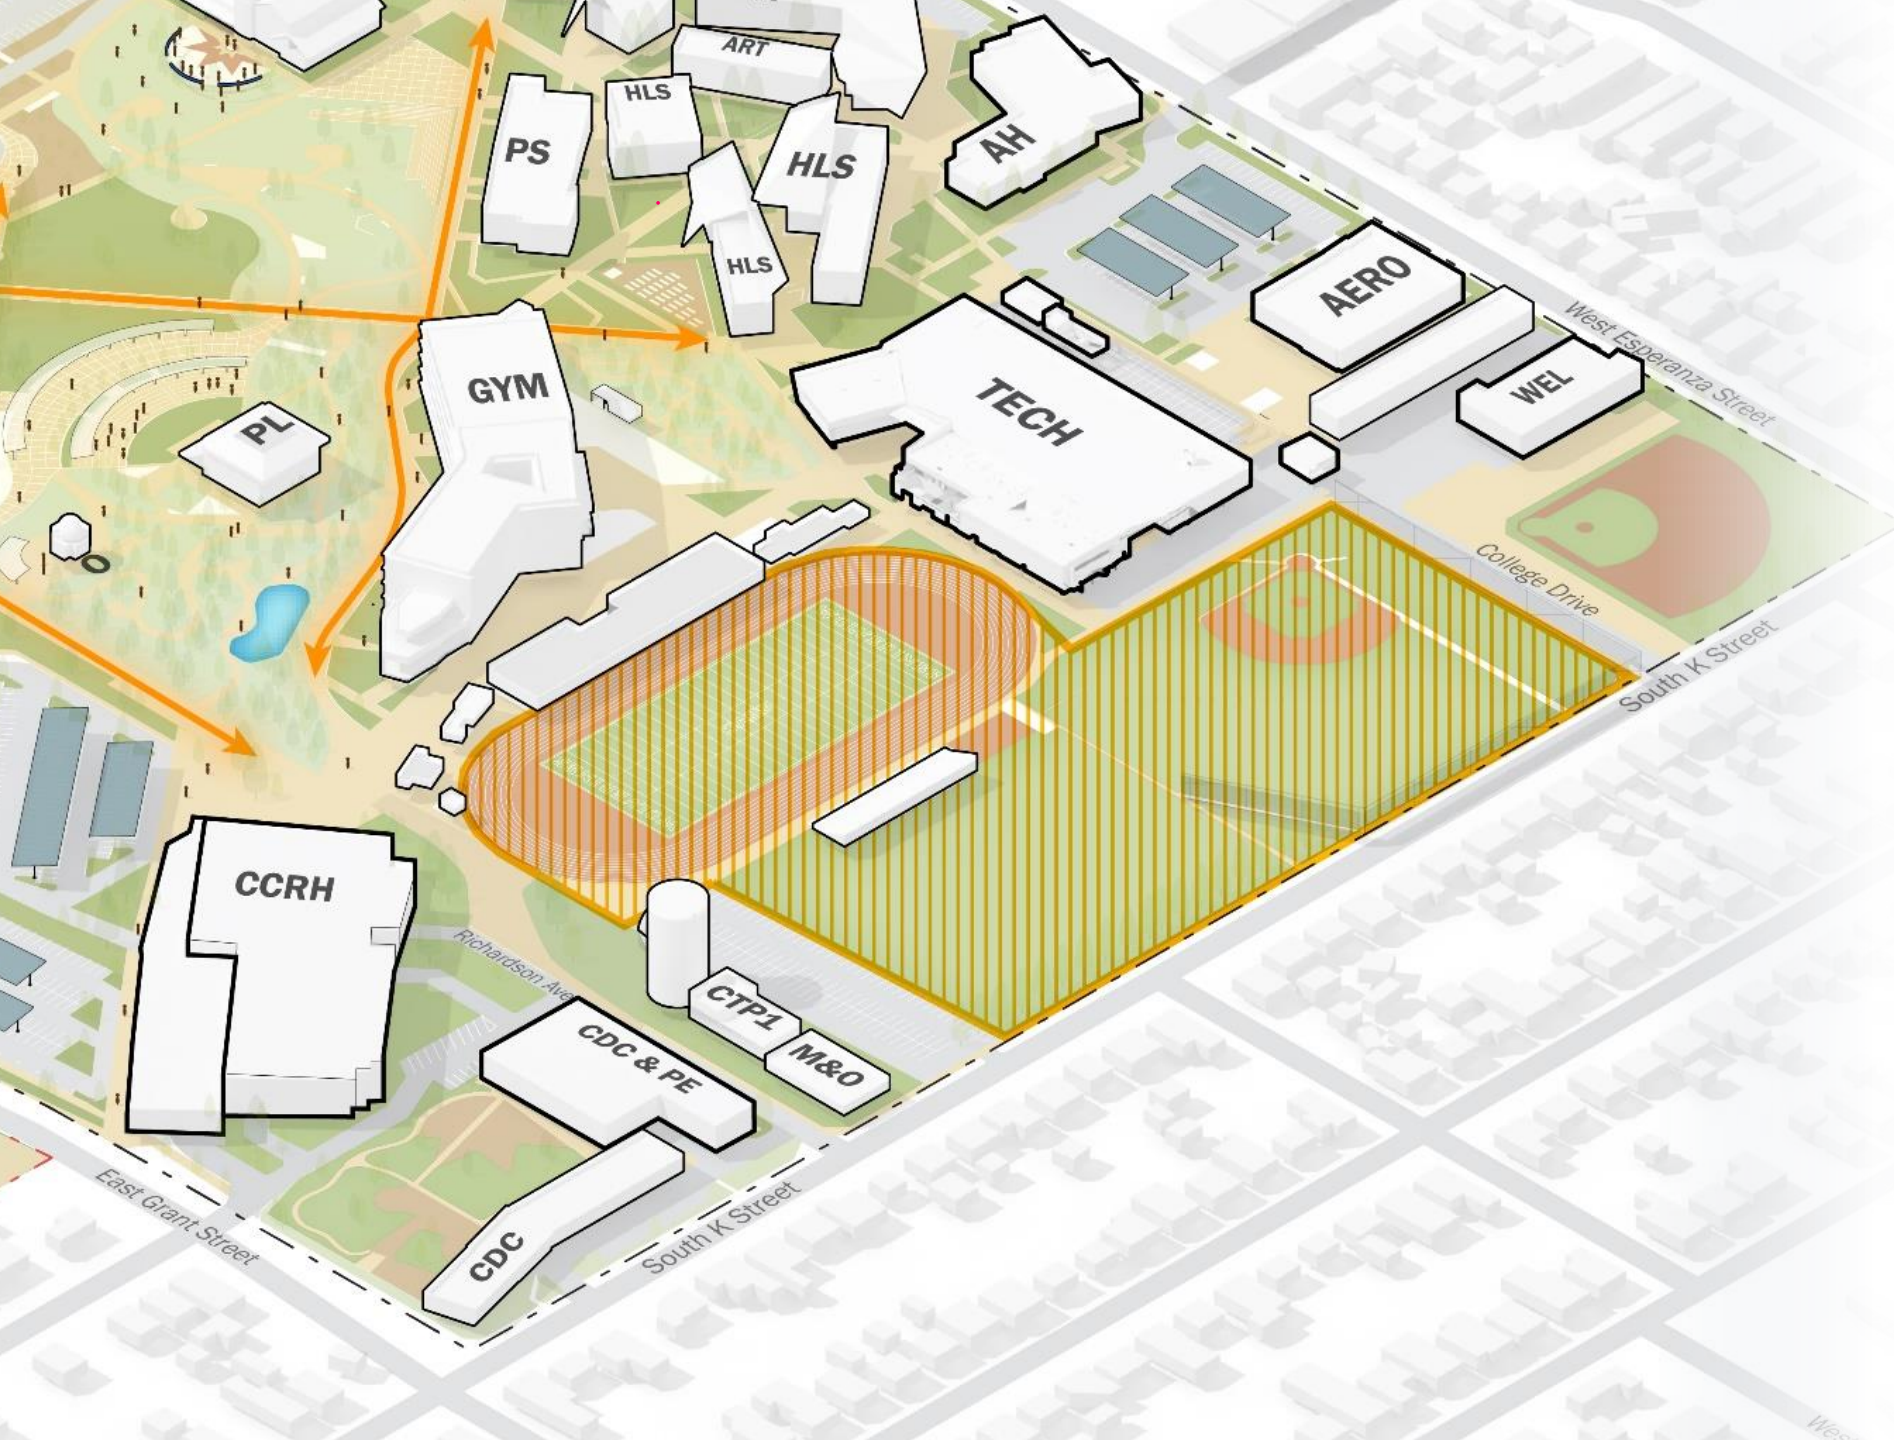 ART
HLS
PS
AH
HLS
HLS
AERO
GYM
TECH
WEL
West Esperanza Street
PL
O
College Drive
South K Street
CCRH
Richardson Ave
CTP1
CDC & PE
M&O
East Grant Street
CDC
South K Street